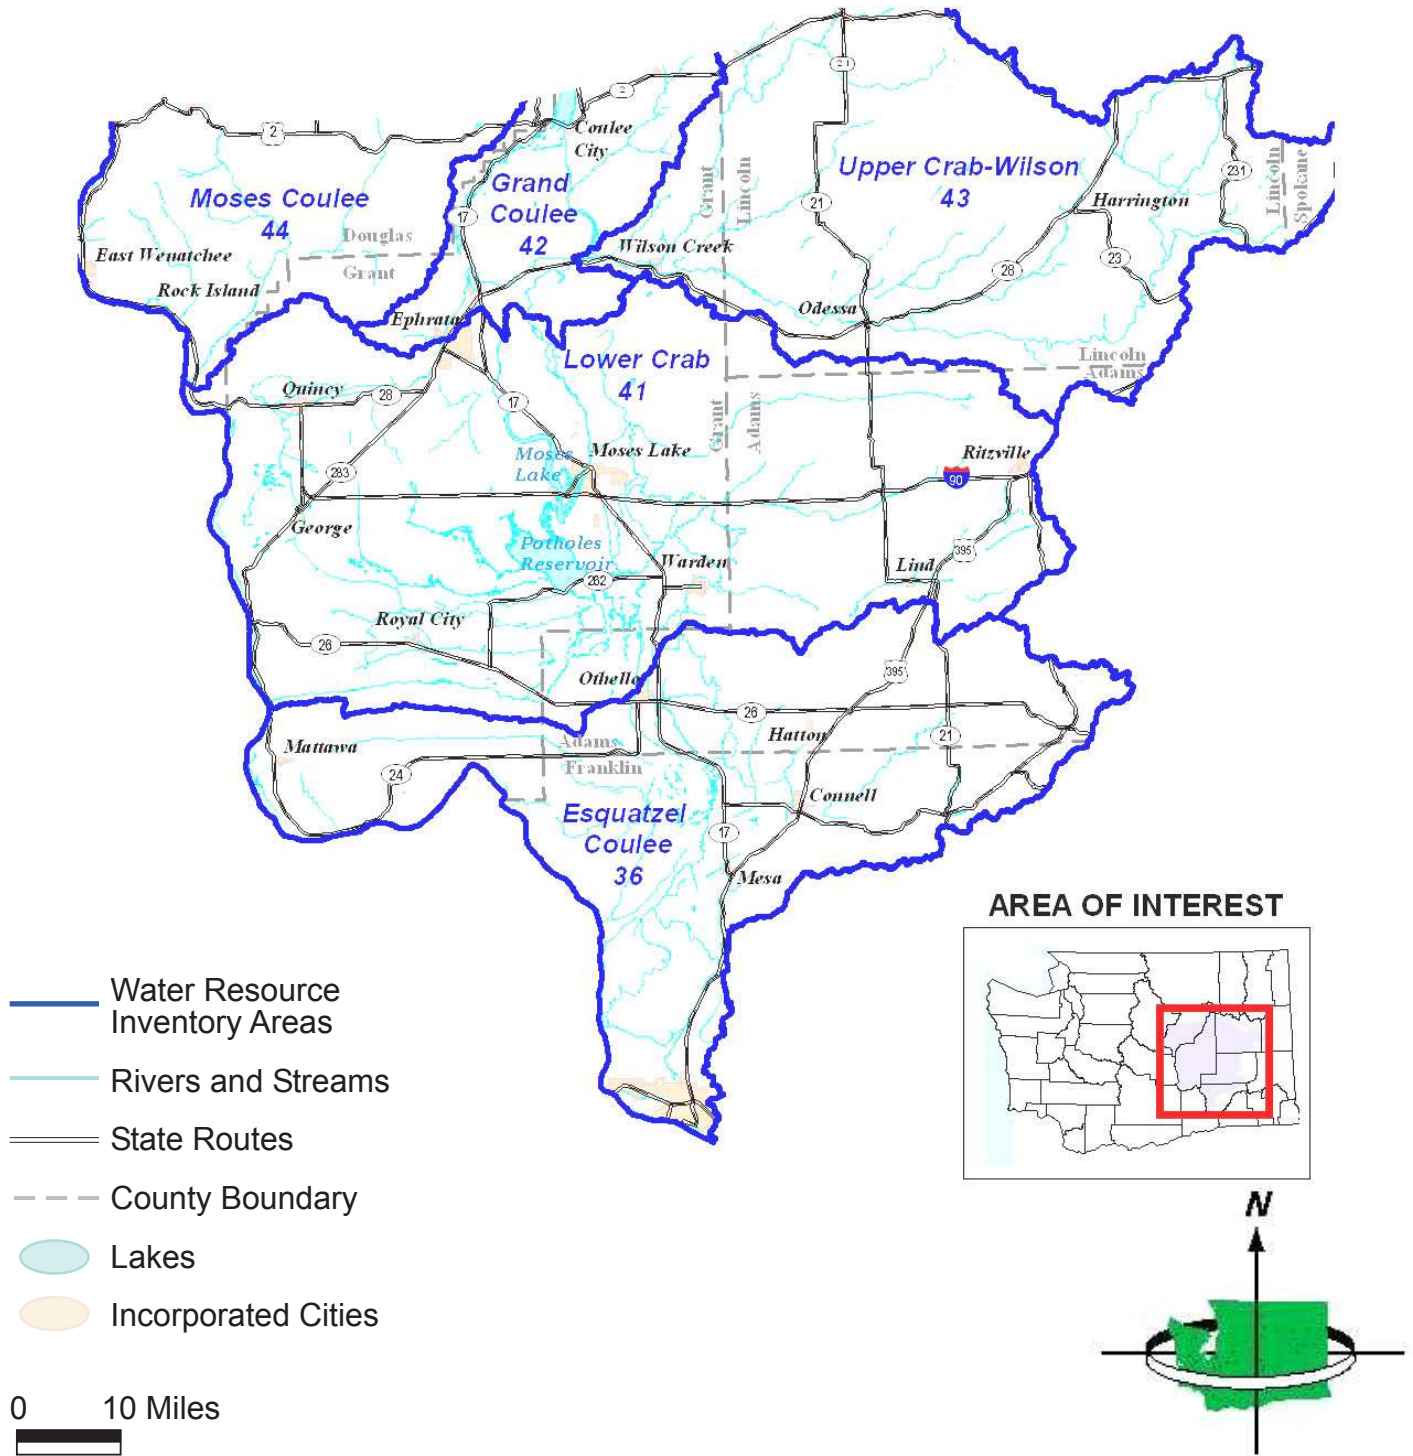 21
2
Coulee
City
2
Grant
Lincoln
Upper Crab-Wilson
43
Lincoln
Spokane
231
Moses Coulee
44
Grand
Coulee
42
17
21
Harrington
Douglas
Grant
East Wenatchee
Wilson Creek
23
28
Rock Island
Ephrata
Odessa
Lower Crab
41
Lincoln
Adams
Quincy
28
17
Grant
Adams
Moses
Lake
Moses Lake
Ritzville
283
90
George
Potholes
Reservoir
Warden
395
Lind
262
Royal City
26
Othello
395
26
Hatton
21
Mattawa
Adams
Franklin
24
Connell
Esquatzel
Coulee
36
17
Mesa
AREA OF INTEREST
Water Resource
Inventory Areas
Rivers and Streams
State Routes
County Boundary
Lakes
Incorporated Cities
N
0 10 Miles